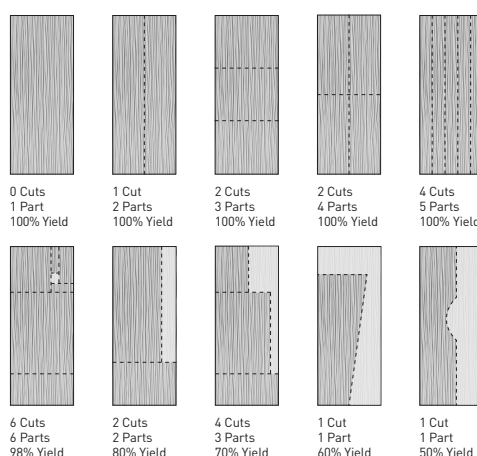 0 Cuts
1 Part
100% Yield
1 Cut
2 Parts
100% Yield
2 Cuts
3 Parts
100% Yield
2 Cuts
4 Parts
100% Yield
4 Cuts
5 Parts
100% Yield
6 Cuts
6 Parts
98% Yield
2 Cuts
2 Parts
80% Yield
4 Cuts
3 Parts
70% Yield
1 Cut
1 Part
60% Yield
1 Cut
1 Part
50% Yield